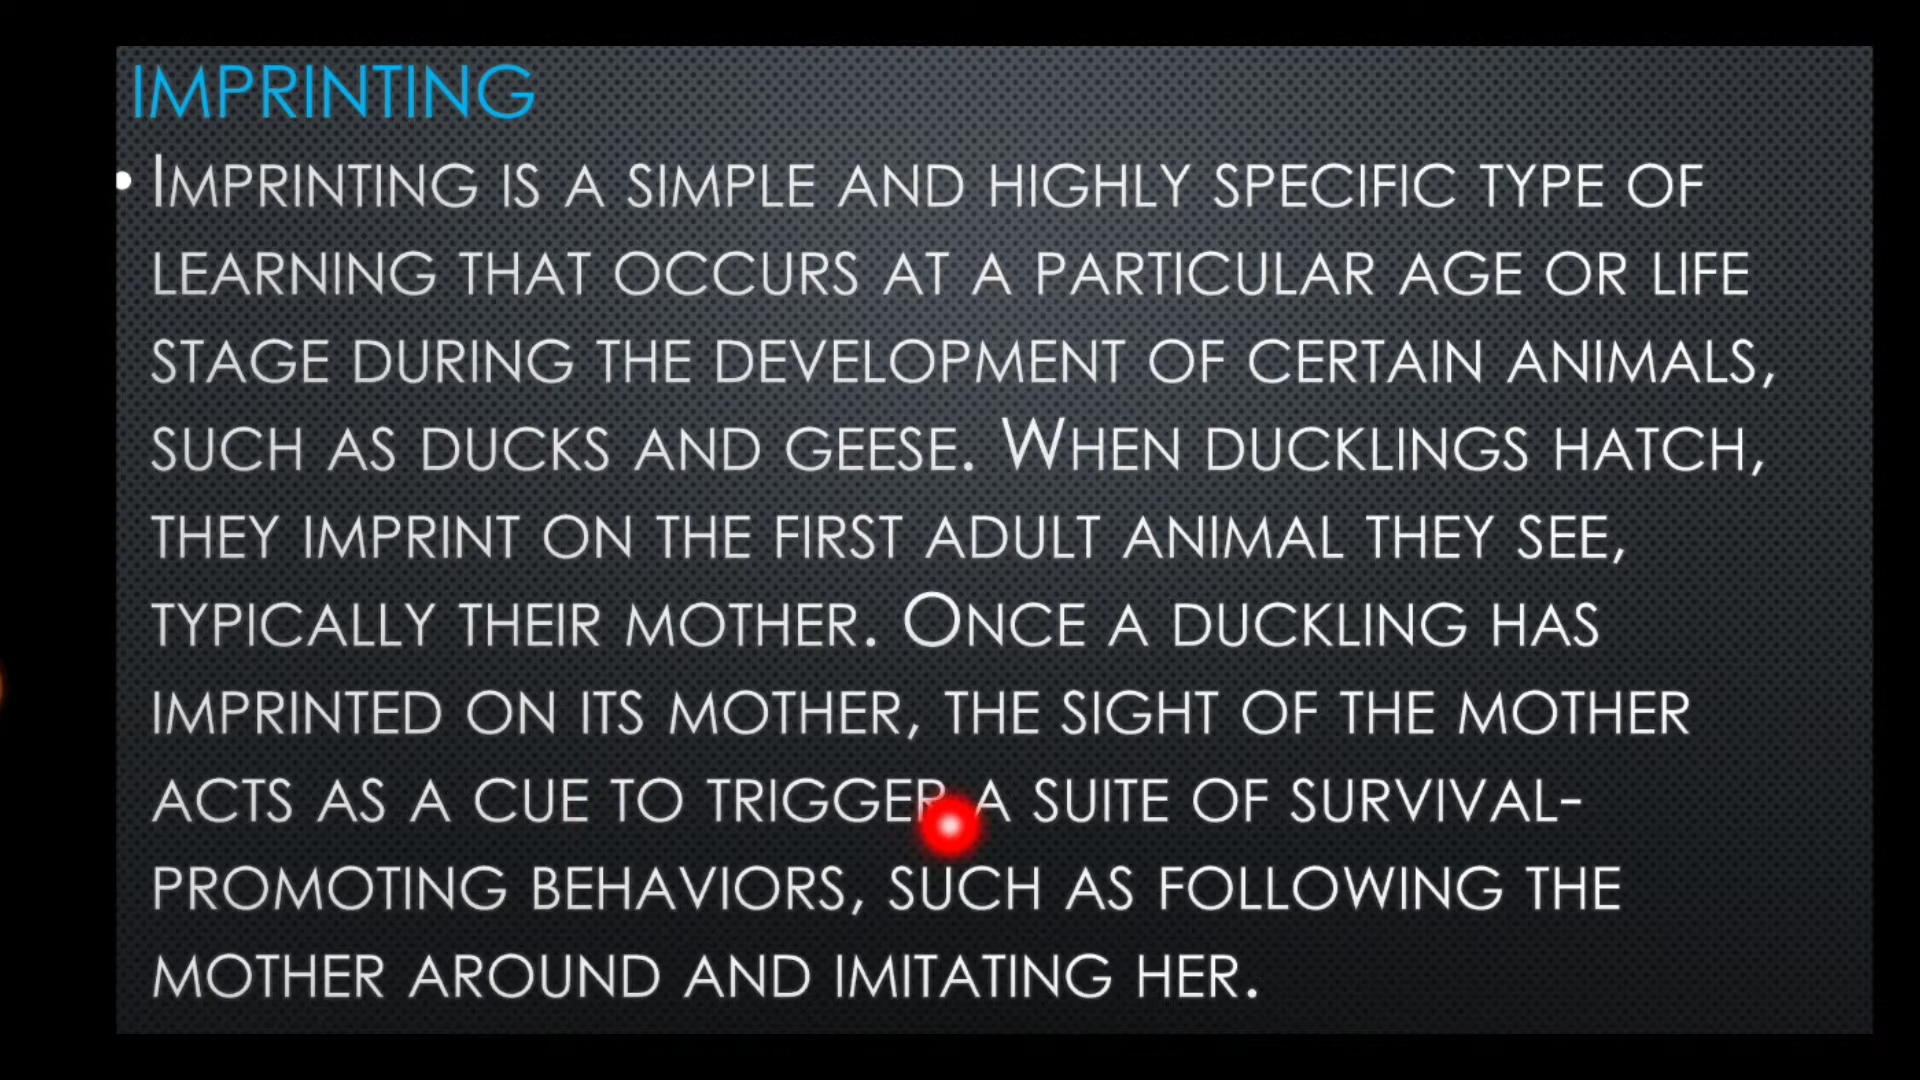 IMPRINTING
• IMPRINTING IS A SIMPLE AND HIGHLY SPECIFIC TYPE OF
LEARNING THAT OCCURS AT A PARTICULAR AGE OR LIFE
STAGE DURING THE DEVELOPMENT OF CERTAIN ANIMALS,
SUCH AS DUCKS AND GEESE. WHEN DUCKLINGS HATCH,
THEY IMPRINT ON THE FIRST ADULT ANIMAL THEY SEE,
TYPICALLY THEIR MOTHER. ONCE A DUCKLING HAS
IMPRINTED ON ITS MOTHER, THE SIGHT OF THE MOTHER
ACTS AS A CUE TO TRIGGER A SUITE OF SURVIVAL-
PROMOTING BEHAVIORS, SUCH AS FOLLOWING THE
MOTHER AROUND AND IMITATING HER.